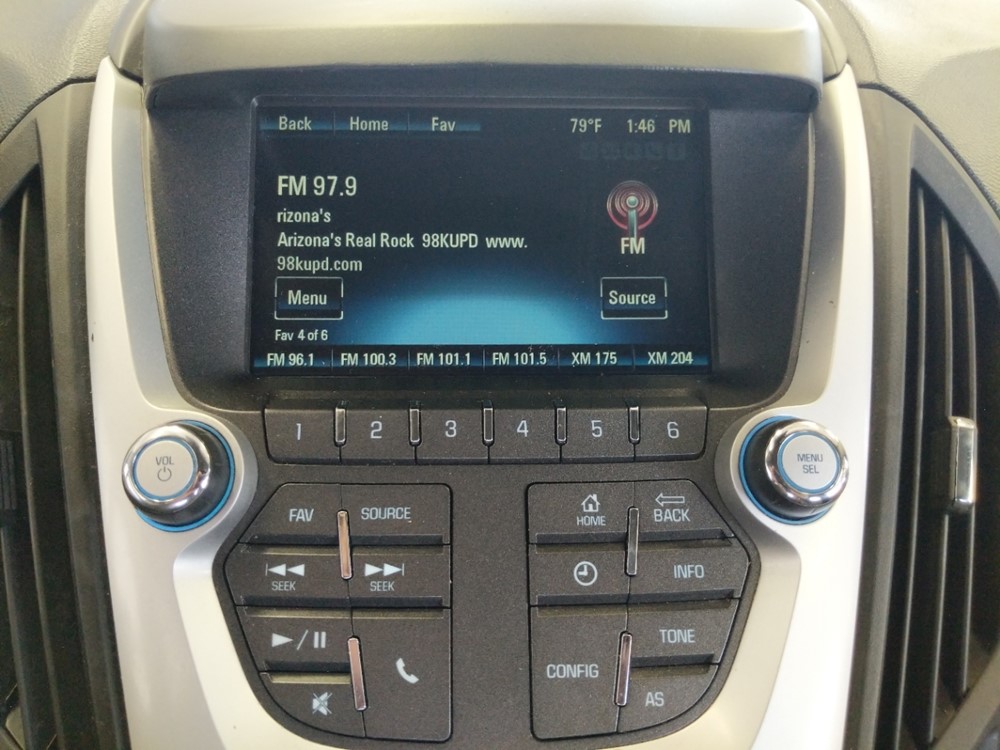 Back Home Fav 79°F 1:46 PM
FM 97.9
rizona's
Arizona's Real Rock 98KUPD www.
98kupd.com
FM
Menu
Source
Fav 4 of 6
FM 96.1 FM 100.3 FM 101.1 FM 101.5 XM 175 XM 204
1 2 3 4 5 6
VOL
MENU
SEL
FAV SOURCE
HOME
BACK
SEEK SEEK
INFO
TONE
CONFIG
AS